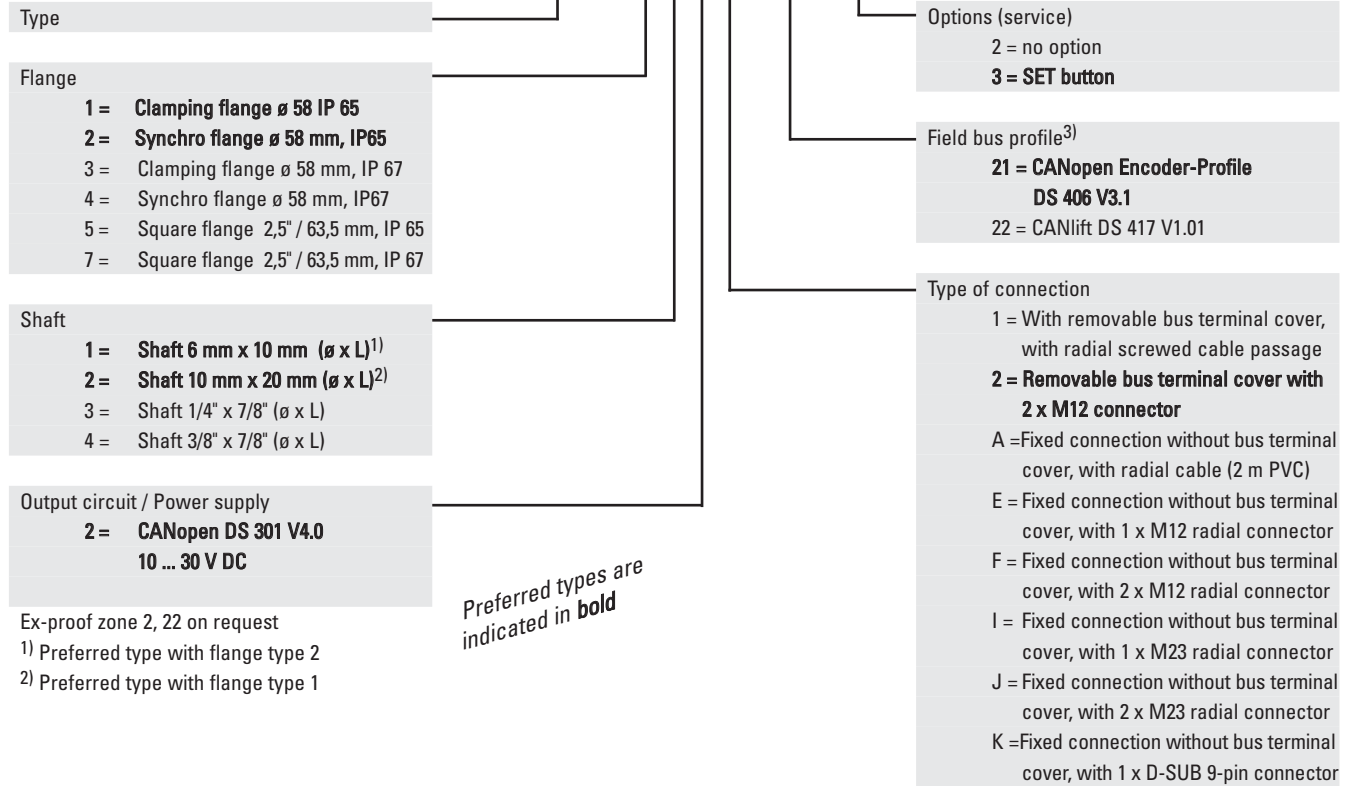 Type
Flange
1 = Clamping flange ø 58 IP 65
2 = Synchro flange ø 58 mm, IP65
3 = Clamping flange ø 58 mm, IP 67
4 = Synchro flange ø 58 mm, IP67
5 = Square flange 2,5" / 63,5 mm, IP 65
7 = Square flange 2,5" / 63,5 mm, IP 67
Shaft
1 = Shaft 6 mm x 10 mm (ø x L)1)
2 = Shaft 10 mm x 20 mm (ø x L)2)
3 = Shaft 1/4" x 7/8" (ø x L)
4 = Shaft 3/8" x 7/8" (ø x L)
Output circuit / Power supply
2 = CANopen DS 301 V4.0
10 ... 30 V DC
Ex-proof zone 2, 22 on request
1) Preferred type with flange type 2
2) Preferred type with flange type 1
Preferred types are
indicated in bold
Options (service)
2 = no option
3 = SET button
Field bus profile3)
21 = CANopen Encoder-Profile
DS 406 V3.1
22 = CANlift DS 417 V1.01
Type of connection
1 = With removable bus terminal cover,
with radial screwed cable passage
2 = Removable bus terminal cover with
2 x M12 connector
A =Fixed connection without bus terminal
cover, with radial cable (2 m PVC)
E = Fixed connection without bus terminal
cover, with 1 x M12 radial connector
F = Fixed connection without bus terminal
cover, with 2 x M12 radial connector
I = Fixed connection without bus terminal
cover, with 1 x M23 radial connector
J = Fixed connection without bus terminal
cover, with 2 x M23 radial connector
K =Fixed connection without bus terminal
cover, with 1 x D-SUB 9-pin connector